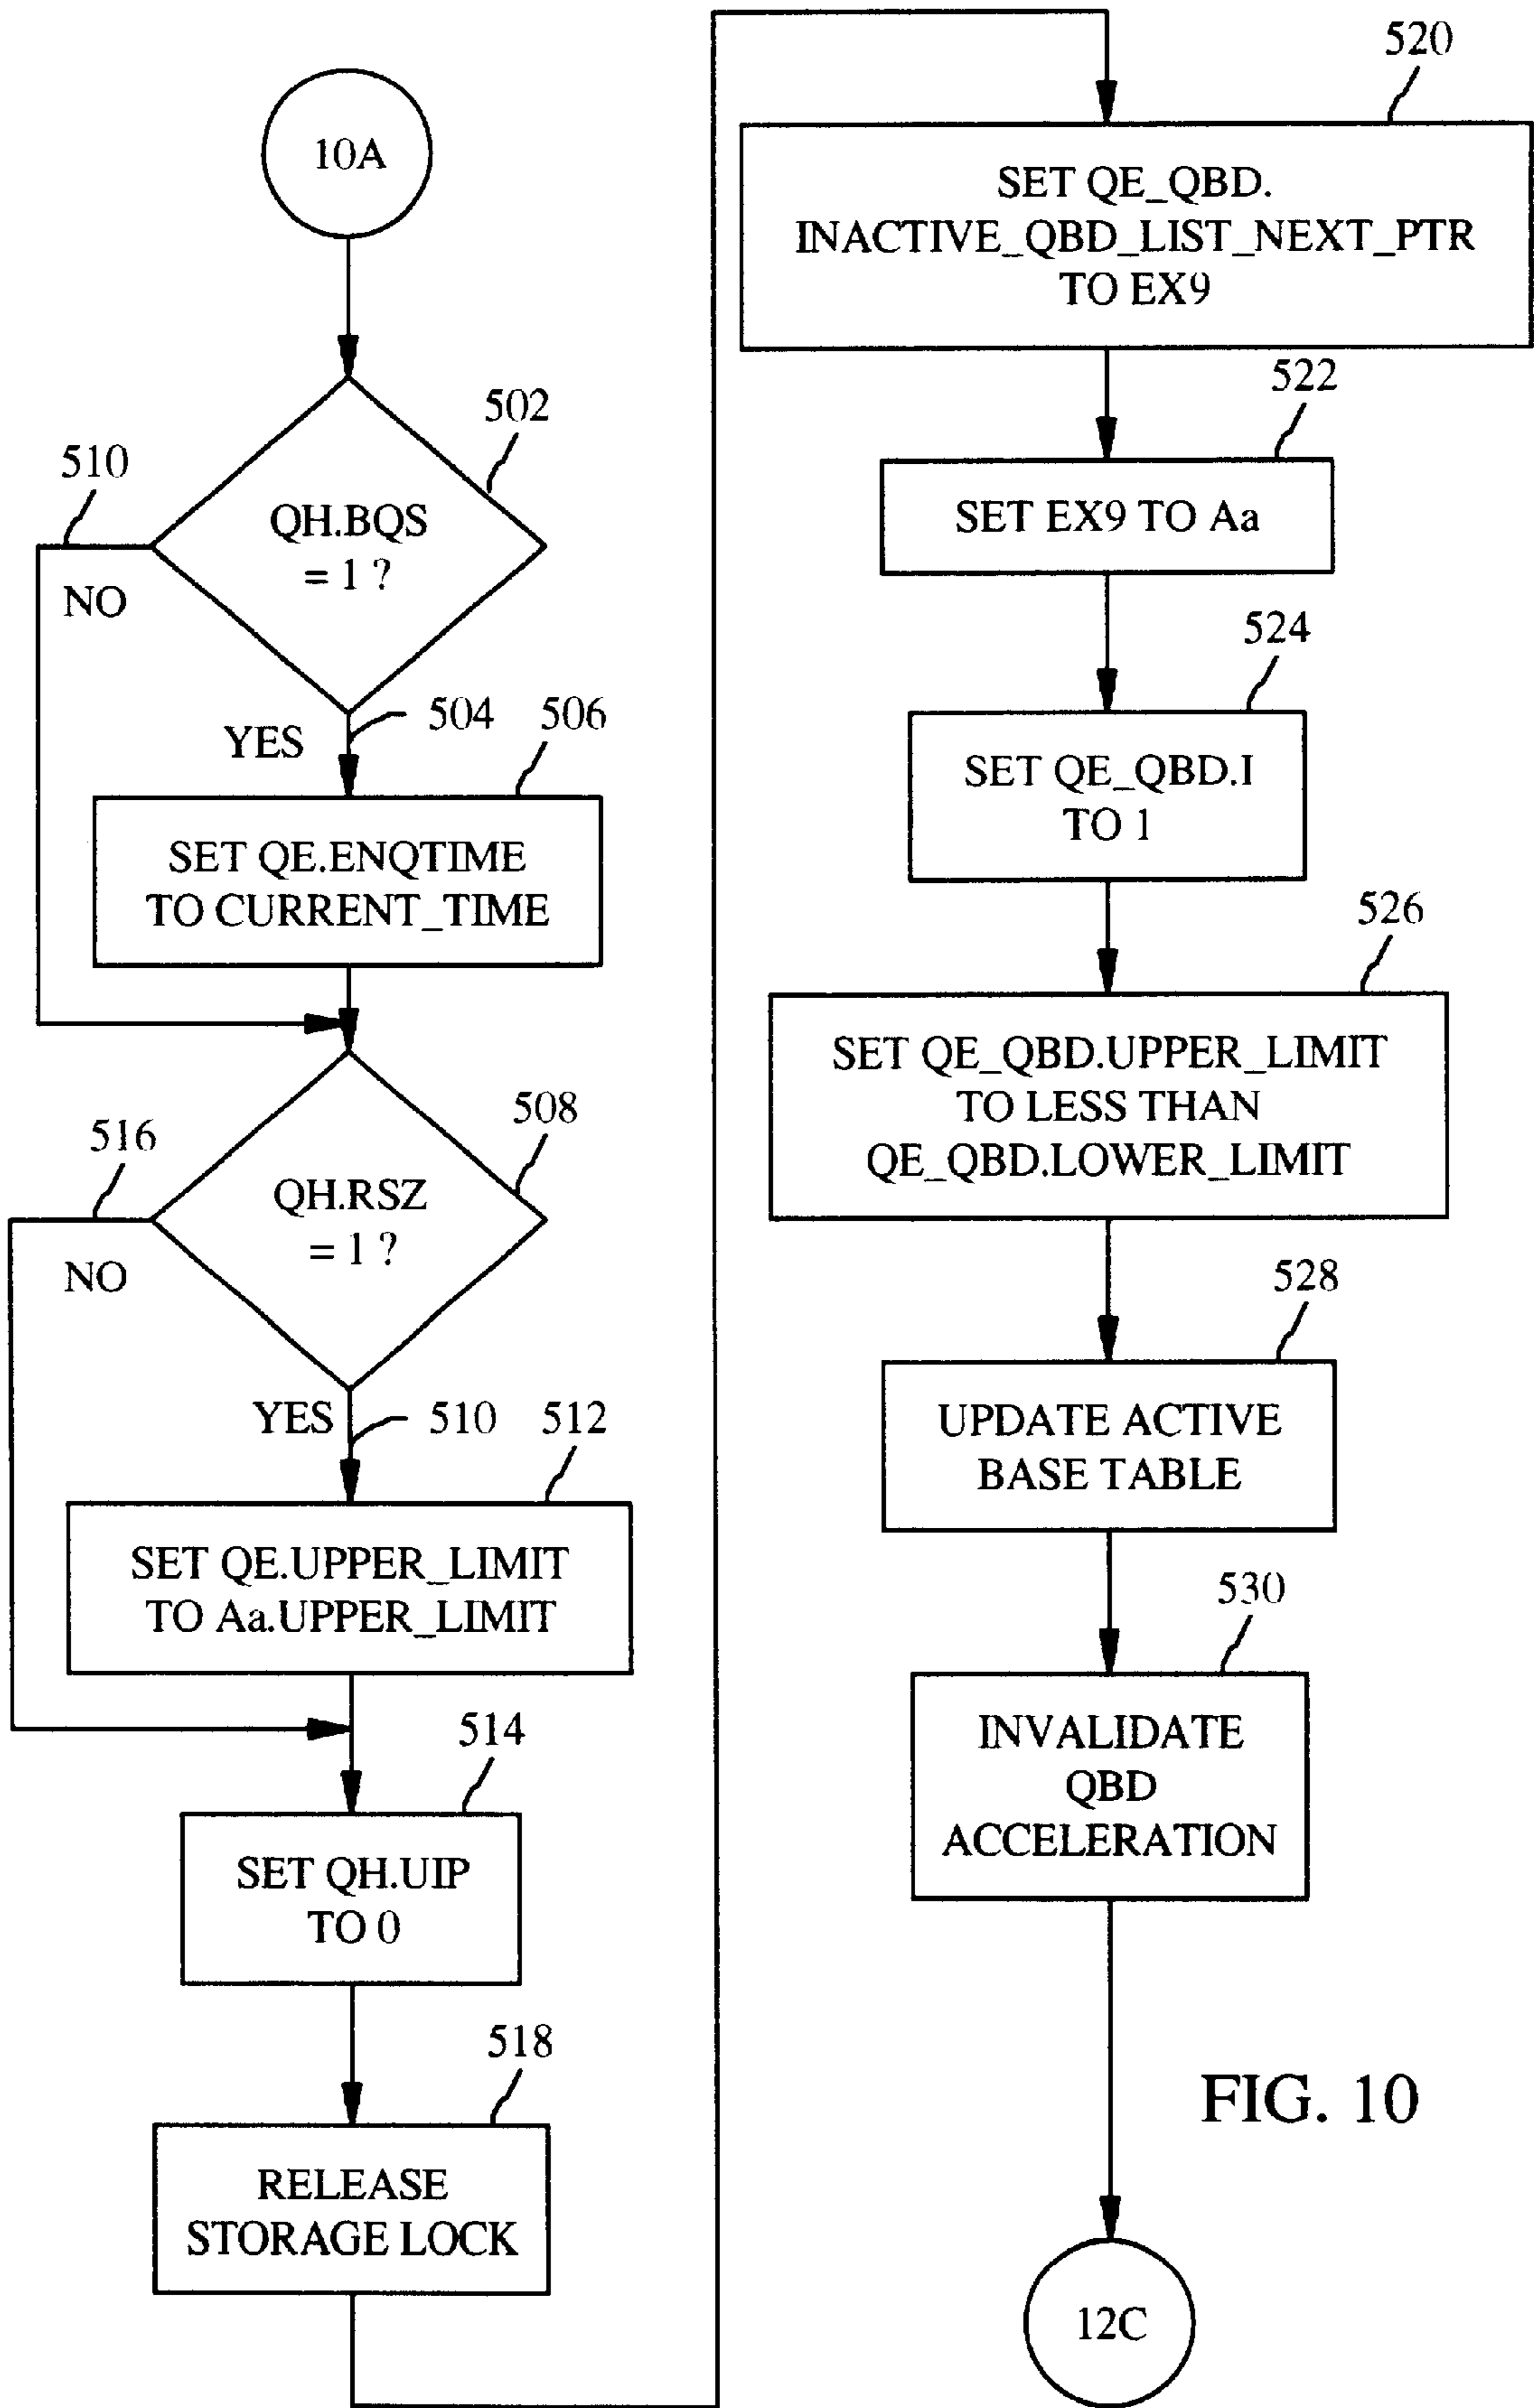 10A
502
510
QH.BQS
= 1 ?
NO
504
YES
506
SET QE.ENQTIME
TO CURRENT_TIME
508
516
QH.RSZ
= 1 ?
NO
YES
510
512
SET QE.UPPER_LIMIT
TO Aa.UPPER_LIMIT
514
SET QH.UIP
TO 0
518
RELEASE
STORAGE LOCK
520
SET QE_QBD.
INACTIVE_QBD_LIST_NEXT_PTR
TO EX9
522
SET EX9 TO Aa
524
SET QE_QBD.I
TO 1
526
SET QE_QBD.UPPER_LIMIT
TO LESS THAN
QE_QBD.LOWER_LIMIT
528
UPDATE ACTIVE
BASE TABLE
530
INVALIDATE
QBD
ACCELERATION
12C
FIG. 10